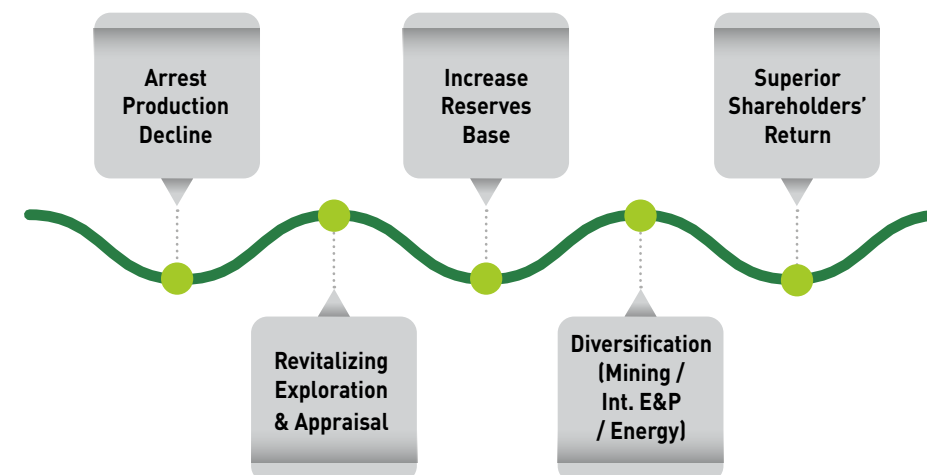 Arrest
Production
Decline
Revitalizing
Exploration
& Appraisal
Increase
Reserves
Base
Diversification
(Mining /
Int. E&P
/ Energy)
Superior
Shareholders’
Return